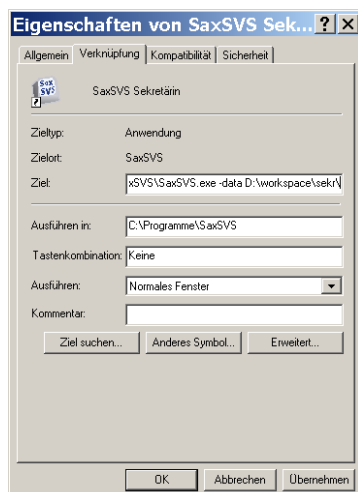 Eigenschaften von SaxSVS Sek...
Allgemein Verknüpfung Kompatibilität Sicherheit
Sax SVS
SaxSVS Sekretärin
Zieltyp: Anwendung
Zielort: SaxSVS
Ziel: xSVS\SaxSVS.exe -data D:\workspace\sekr\
Ausführen in: C:\Programme\SaxSVS
Tastenkombination: Keine
Ausführen: Normales Fenster
Kommentar:
Ziel suchen... Anderes Symbol... Erweitert...
OK Abbrechen Übernehmen